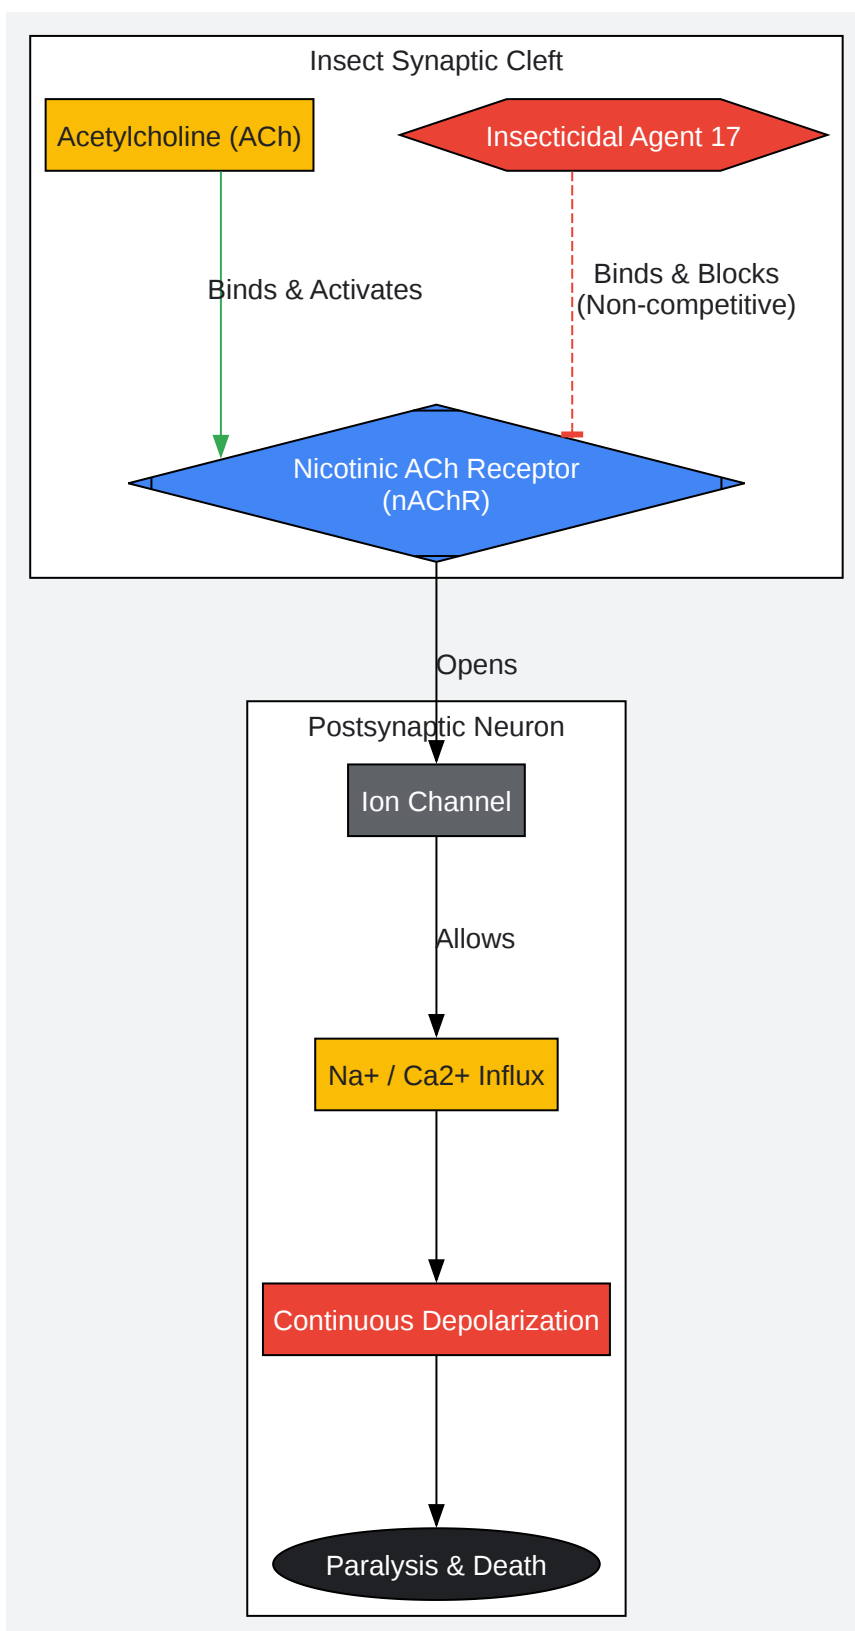 Insect Synaptic Cleft
Acetylcholine (ACh)
Insecticidal Agent 17
Binds & Activates
Binds & Blocks
(Non-competitive)
Nicotinic ACh Receptor
(nAChR)
Opens
Postsynaptic Neuron
Ion Channel
Allows
Na+ / Ca2+ Influx
Continuous Depolarization
Paralysis & Death